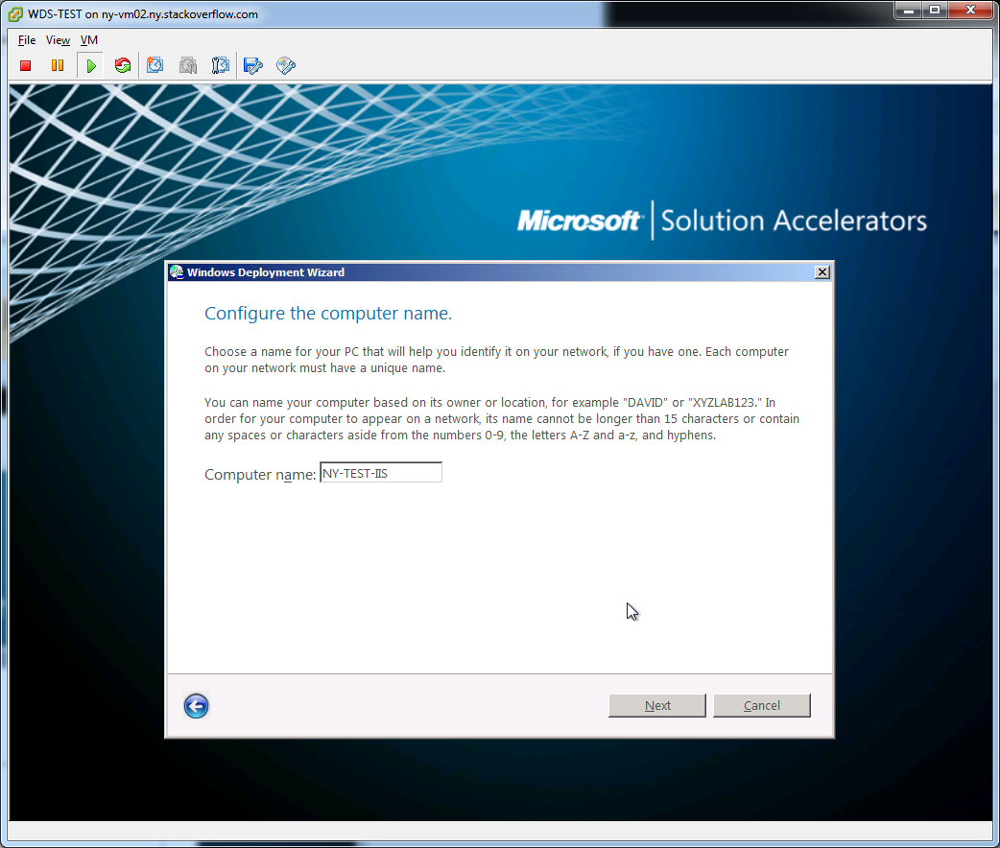 WDS-TEST on ny-vm02.ny.stackoverflow.com
File View VM
Microsoft Solution Accelerators
Windows Deployment Wizard
Configure the computer name.
Choose a name for your PC that will help you identify it on your network, if you have one. Each computer
on your network must have a unique name.
You can name your computer based on its owner or location, for example "DAVID" or "XYZLAB123." In
order for your computer to appear on a network, its name cannot be longer than 15 characters or contain
any spaces or characters aside from the numbers 0-9, the letters A-Z and a-z, and hyphens.
Computer name: NY-TEST-IIS
Next Cancel